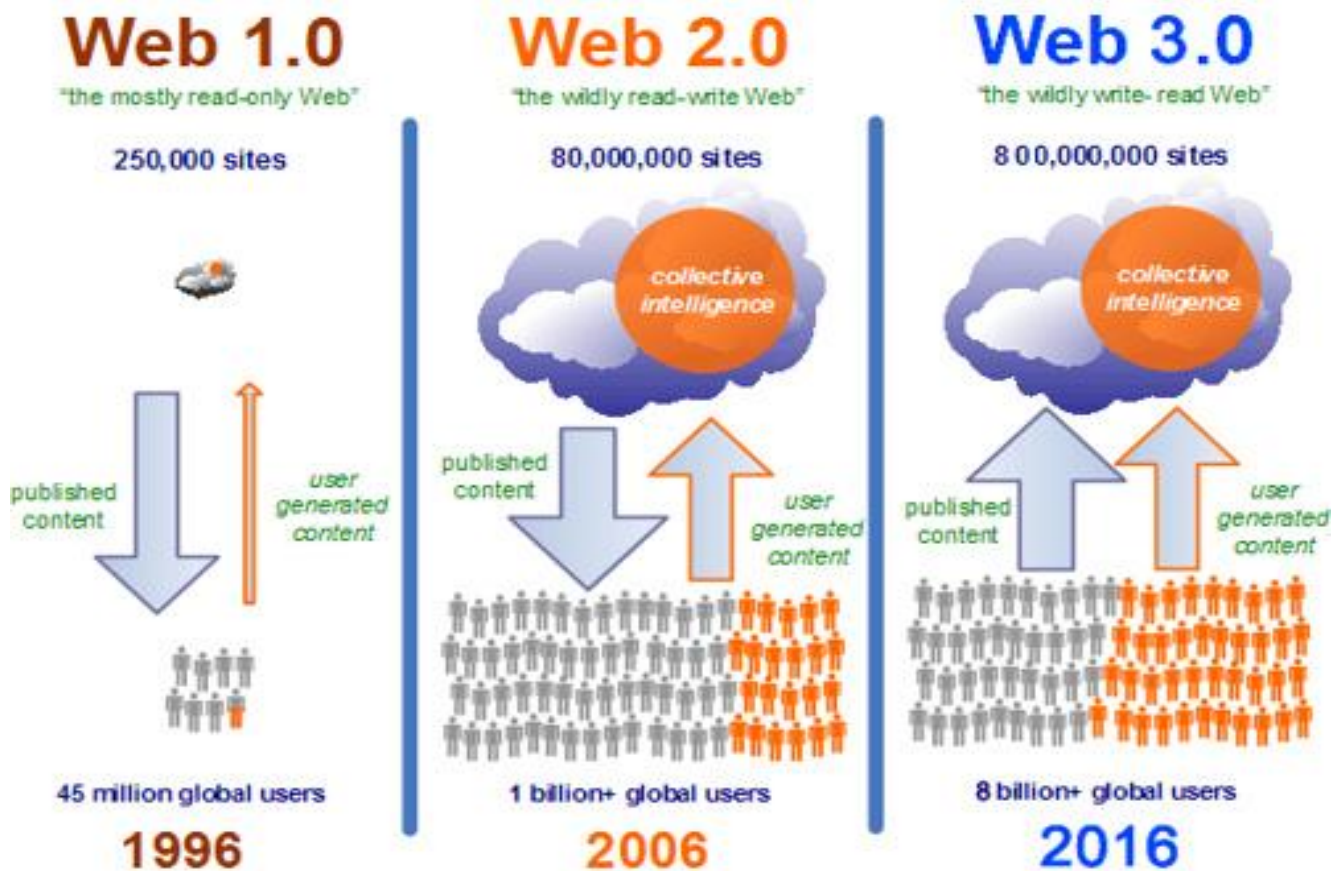 Web 1.0
"the mostly read-only Web"
250,000 sites
published
content
user
generated
content
45 million global users
1996
Web 2.0
"the wildly read-write Web"
80,000,000 sites
collective
intelligence
published
content
user
generated
content
1 billion+ global users
2006
Web 3.0
"the wildly write- read Web"
800,000,000 sites
collective
intelligence
published
content
user
generated
content
8 billion+ global users
2016